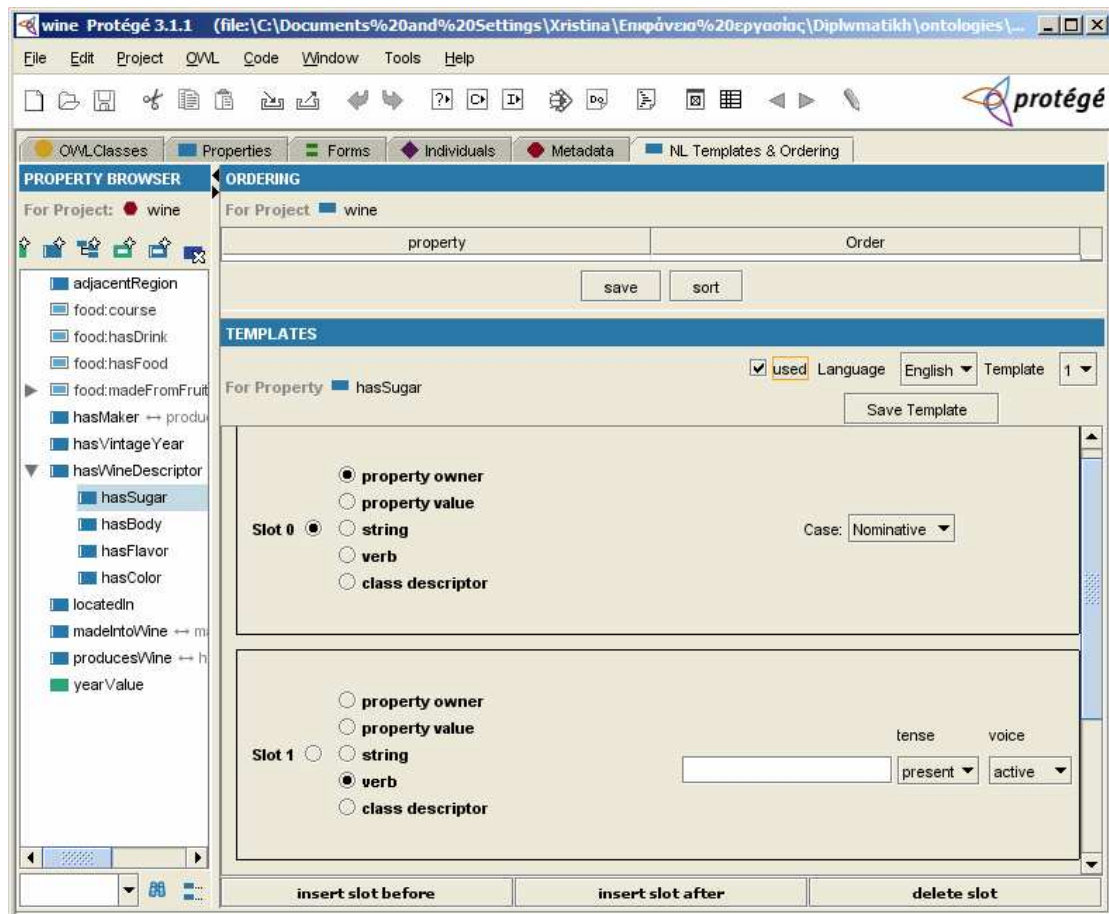 wine Protégé 3.1.1 (file:\C:\Documents%20and%20Settings\Xristina\Επιφάνεια%20εργασίας\Diplwmatikh\ontologies\...
File Edit Project OWL Code Window Tools Help
protégé
OWLClasses Properties Forms Individuals Metadata NL Templates & Ordering
PROPERTY BROWSER
For Project: wine
adjacentRegion
food:course
food:hasDrink
food:hasFood
food:madeFromFruit
hasMaker ↔ produ
hasVintageYear
hasWineDescriptor
hasSugar
hasBody
hasFlavor
hasColor
locatedIn
madeIntoWine ↔ m
producesWine ↔ h
yearValue
ORDERING
For Project wine
property Order
save sort
TEMPLATES
For Property hasSugar
used Language English Template 1
Save Template
Slot 0
property owner
property value
string
verb
class descriptor
Case: Nominative
Slot 1
property owner
property value
string
verb
class descriptor
tense voice
present active
insert slot before insert slot after delete slot